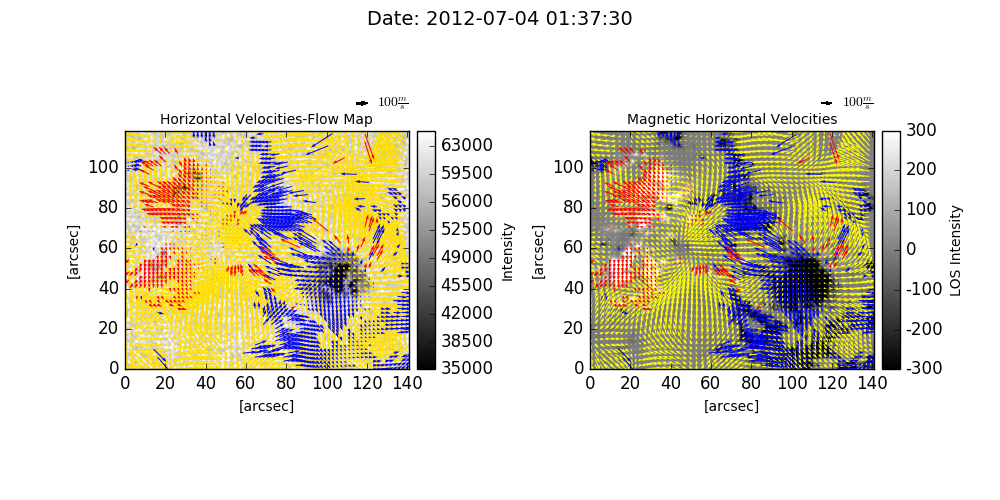 Date: 2012-07-04 01:37:30
100 m/s
Horizontal Velocities-Flow Map
100
80
60
40
20
0
[arcsec]
0 20 40 60 80 100 120 140
[arcsec]
63000
59500
56000
52500
49000
45500
42000
38500
35000
Intensity
100 m/s
Magnetic Horizontal Velocities
100
80
60
40
20
0
[arcsec]
0 20 40 60 80 100 120 140
[arcsec]
300
200
100
0
-100
-200
-300
LOS Intensity